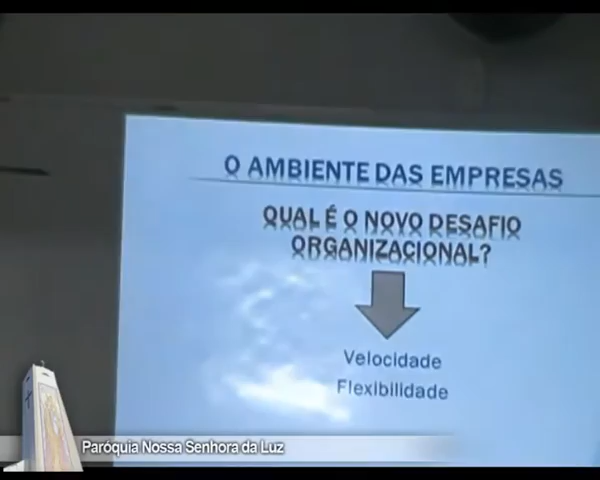 O AMBIENTE DAS EMPRESAS
QUAL É O NOVO DESAFIO
ORGANIZACIONAL?
Velocidade
Flexibilidade
Paróquia Nossa Senhora da Luz